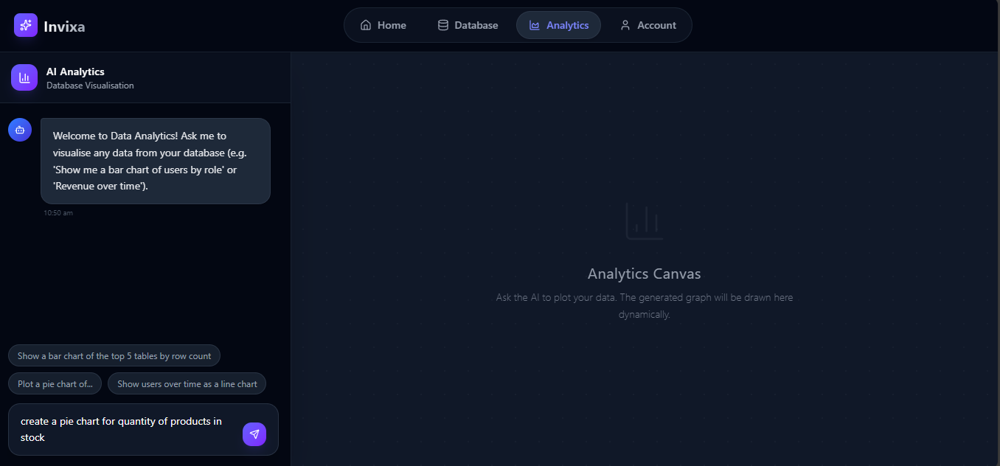 Invixa
Home
Database
Analytics
Account
AI Analytics
Database Visualisation
Welcome to Data Analytics! Ask me to
visualise any data from your database (e.g.
'Show me a bar chart of users by role' or
'Revenue over time').
10:50 am
Show a bar chart of the top 5 tables by row count
Plot a pie chart of...
Show users over time as a line chart
create a pie chart for quantity of products in
stock
Analytics Canvas
Ask the AI to plot your data. The generated graph will be drawn here
dynamically.